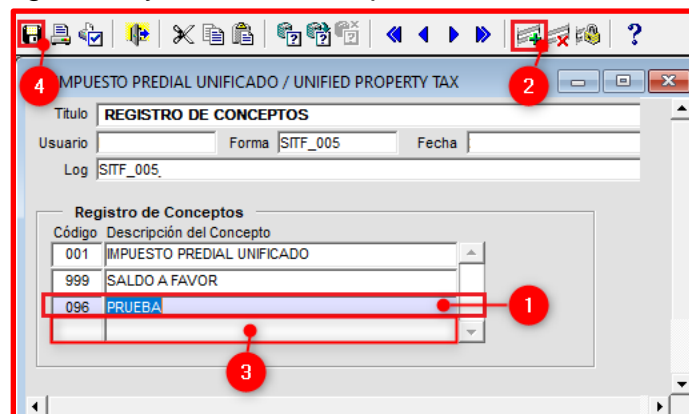 ?
4
2
IMPUESTO PREDIAL UNIFICADO / UNIFIED PROPERTY TAX
Titulo REGISTRO DE CONCEPTOS
Usuario Forma SITF_005 Fecha
Log SITF_005
Registro de Conceptos
Código Descripción del Concepto
001 IMPUESTO PREDIAL UNIFICADO
999 SALDO A FAVOR
096 PRUEBA
1
3